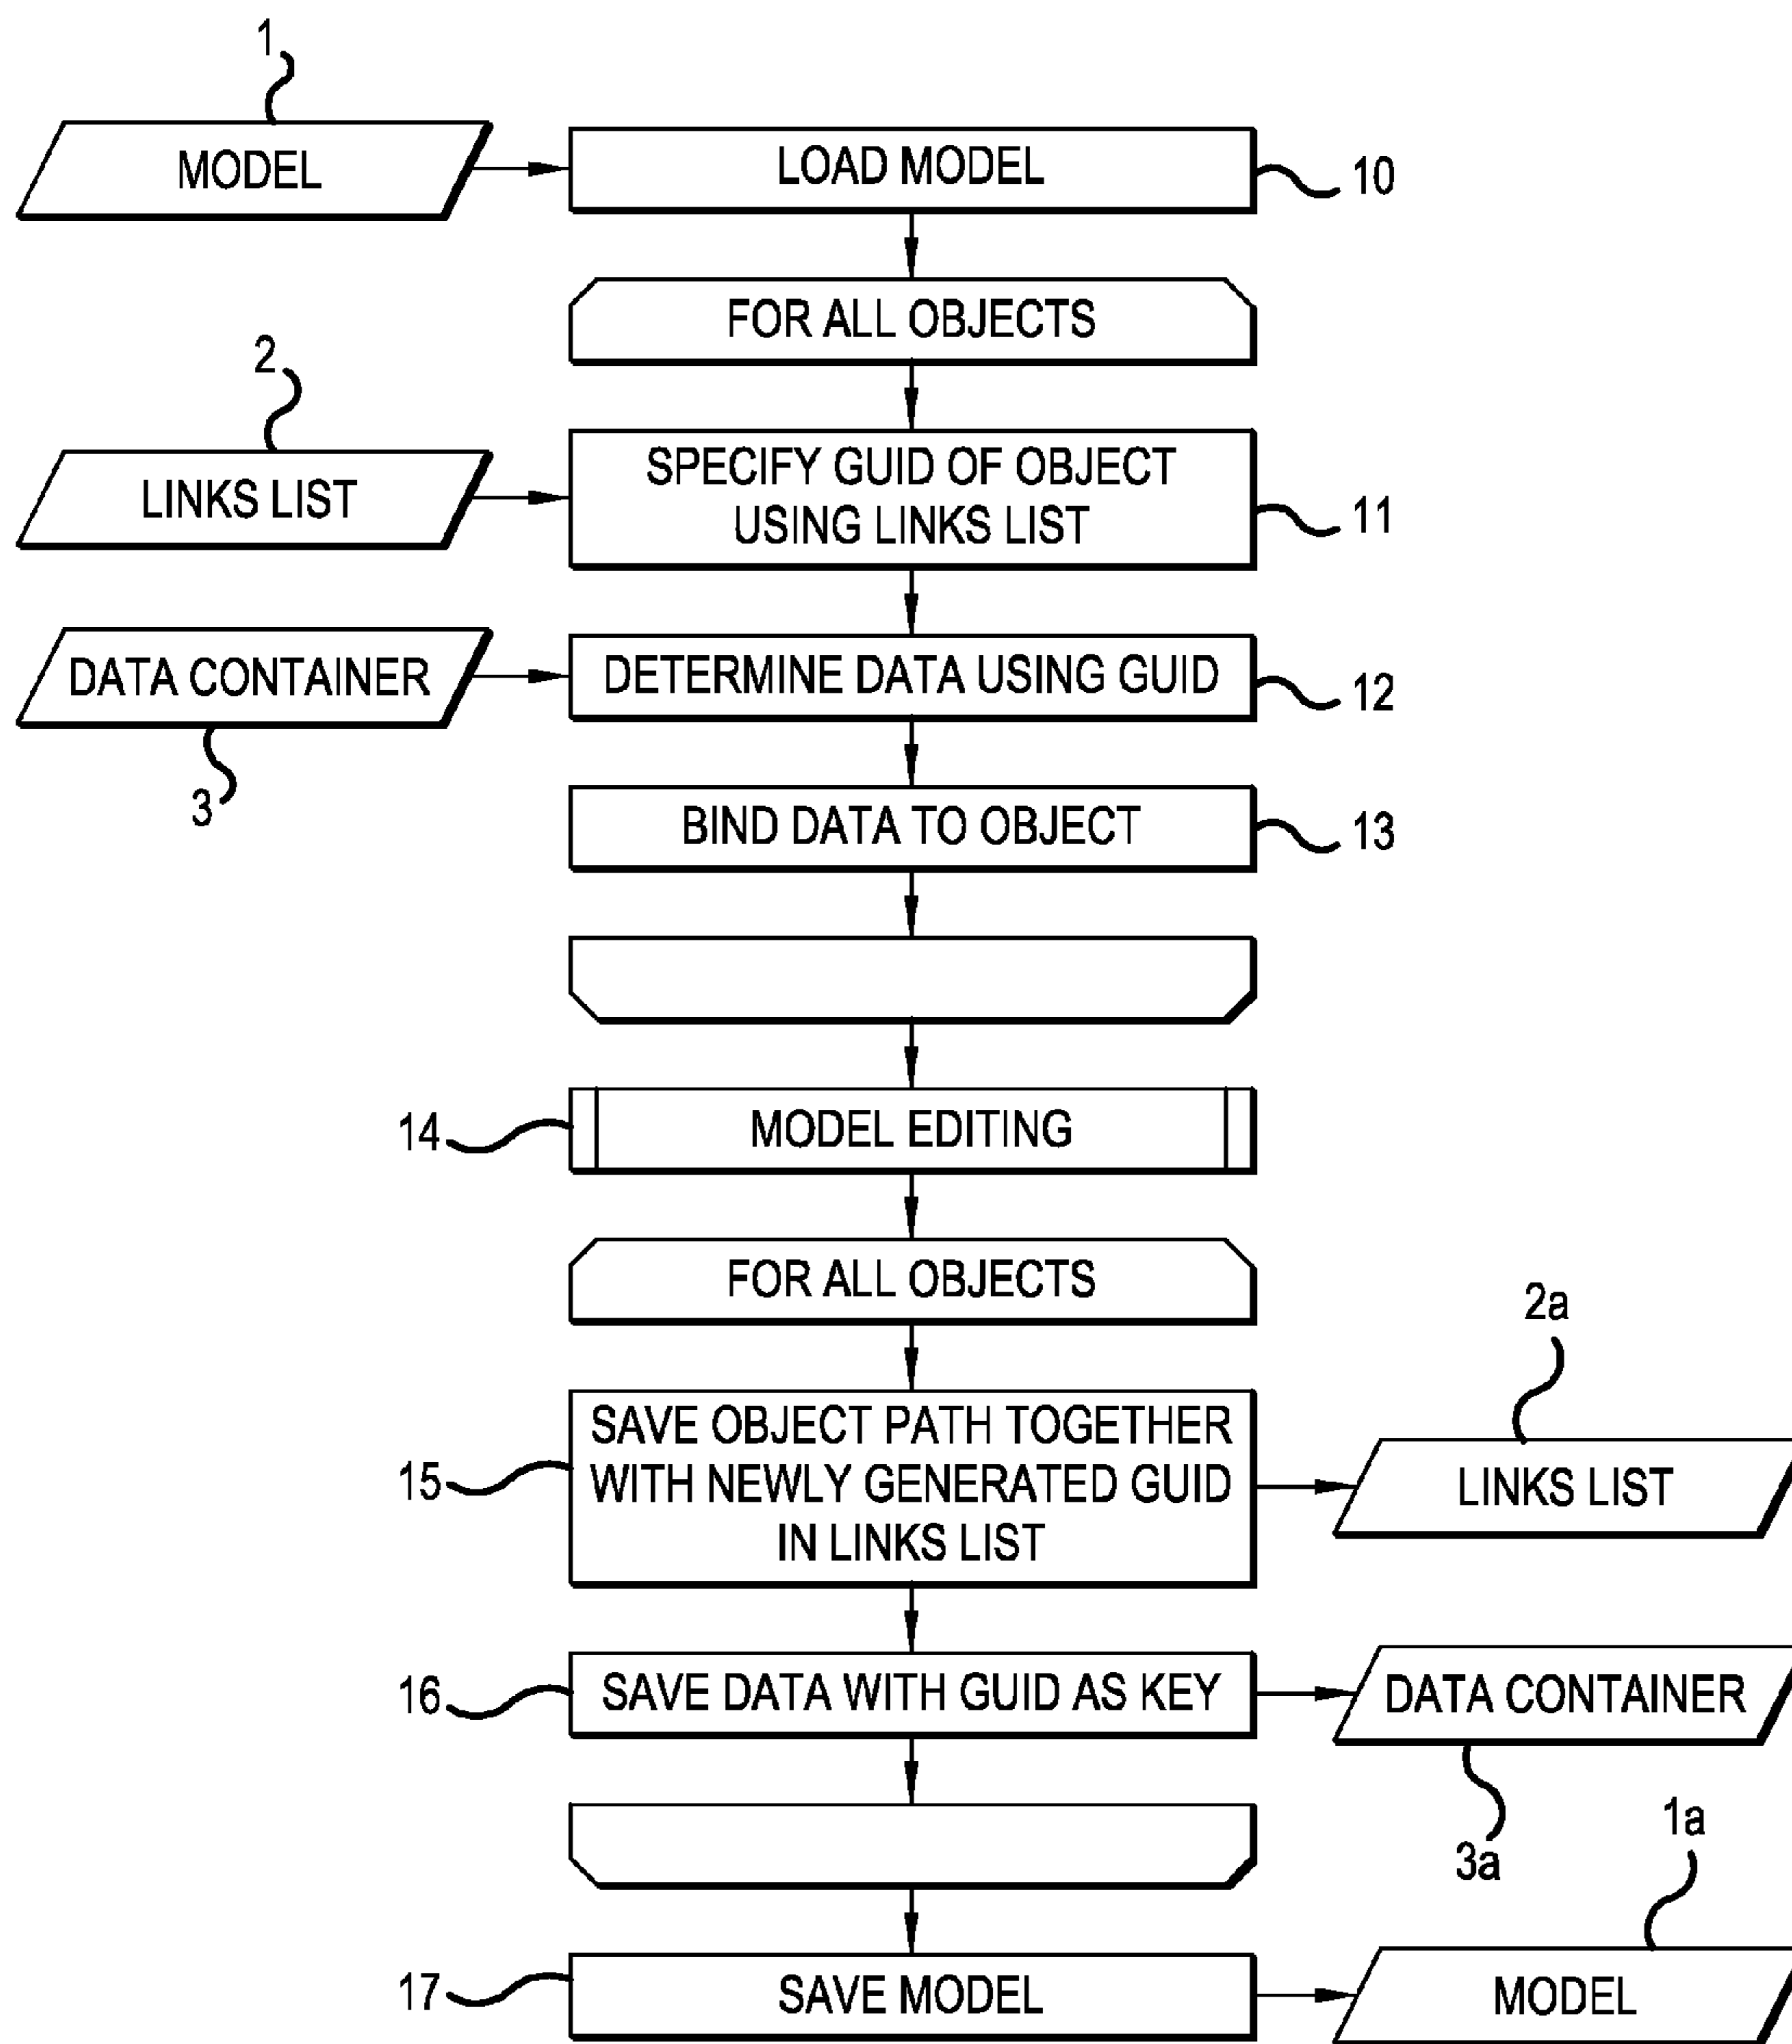 1
MODEL
LOAD MODEL
10
FOR ALL OBJECTS
2
LINKS LIST
SPECIFY GUID OF OBJECT
USING LINKS LIST
11
DATA CONTAINER
DETERMINE DATA USING GUID
12
3
BIND DATA TO OBJECT
13
14
MODEL EDITING
FOR ALL OBJECTS
2a
15
SAVE OBJECT PATH TOGETHER
WITH NEWLY GENERATED GUID
IN LINKS LIST
LINKS LIST
16
SAVE DATA WITH GUID AS KEY
DATA CONTAINER
3a
1a
17
SAVE MODEL
MODEL